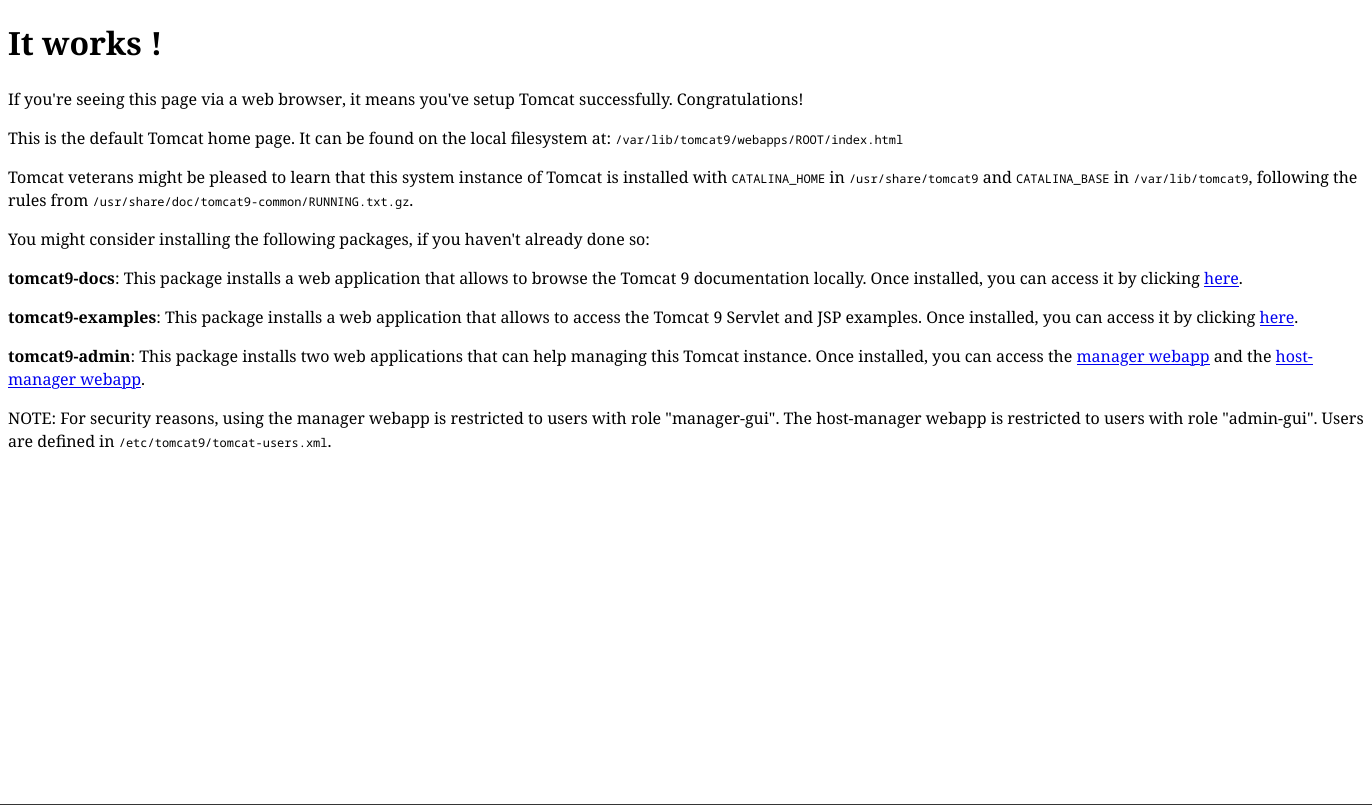 It works !
If you're seeing this page via a web browser, it means you've setup Tomcat successfully. Congratulations!
This is the default Tomcat home page. It can be found on the local filesystem at: /var/lib/tomcat9/webapps/ROOT/index.html
Tomcat veterans might be pleased to learn that this system instance of Tomcat is installed with CATALINA_HOME in /usr/share/tomcat9 and CATALINA_BASE in /var/lib/tomcat9, following the
rules from /usr/share/doc/tomcat9-common/RUNNING.txt.gz.
You might consider installing the following packages, if you haven't already done so:
tomcat9-docs: This package installs a web application that allows to browse the Tomcat 9 documentation locally. Once installed, you can access it by clicking here.
tomcat9-examples: This package installs a web application that allows to access the Tomcat 9 Servlet and JSP examples. Once installed, you can access it by clicking here.
tomcat9-admin: This package installs two web applications that can help managing this Tomcat instance. Once installed, you can access the manager webapp and the host-
manager webapp.
NOTE: For security reasons, using the manager webapp is restricted to users with role "manager-gui". The host-manager webapp is restricted to users with role "admin-gui". Users
are defined in /etc/tomcat9/tomcat-users.xml.